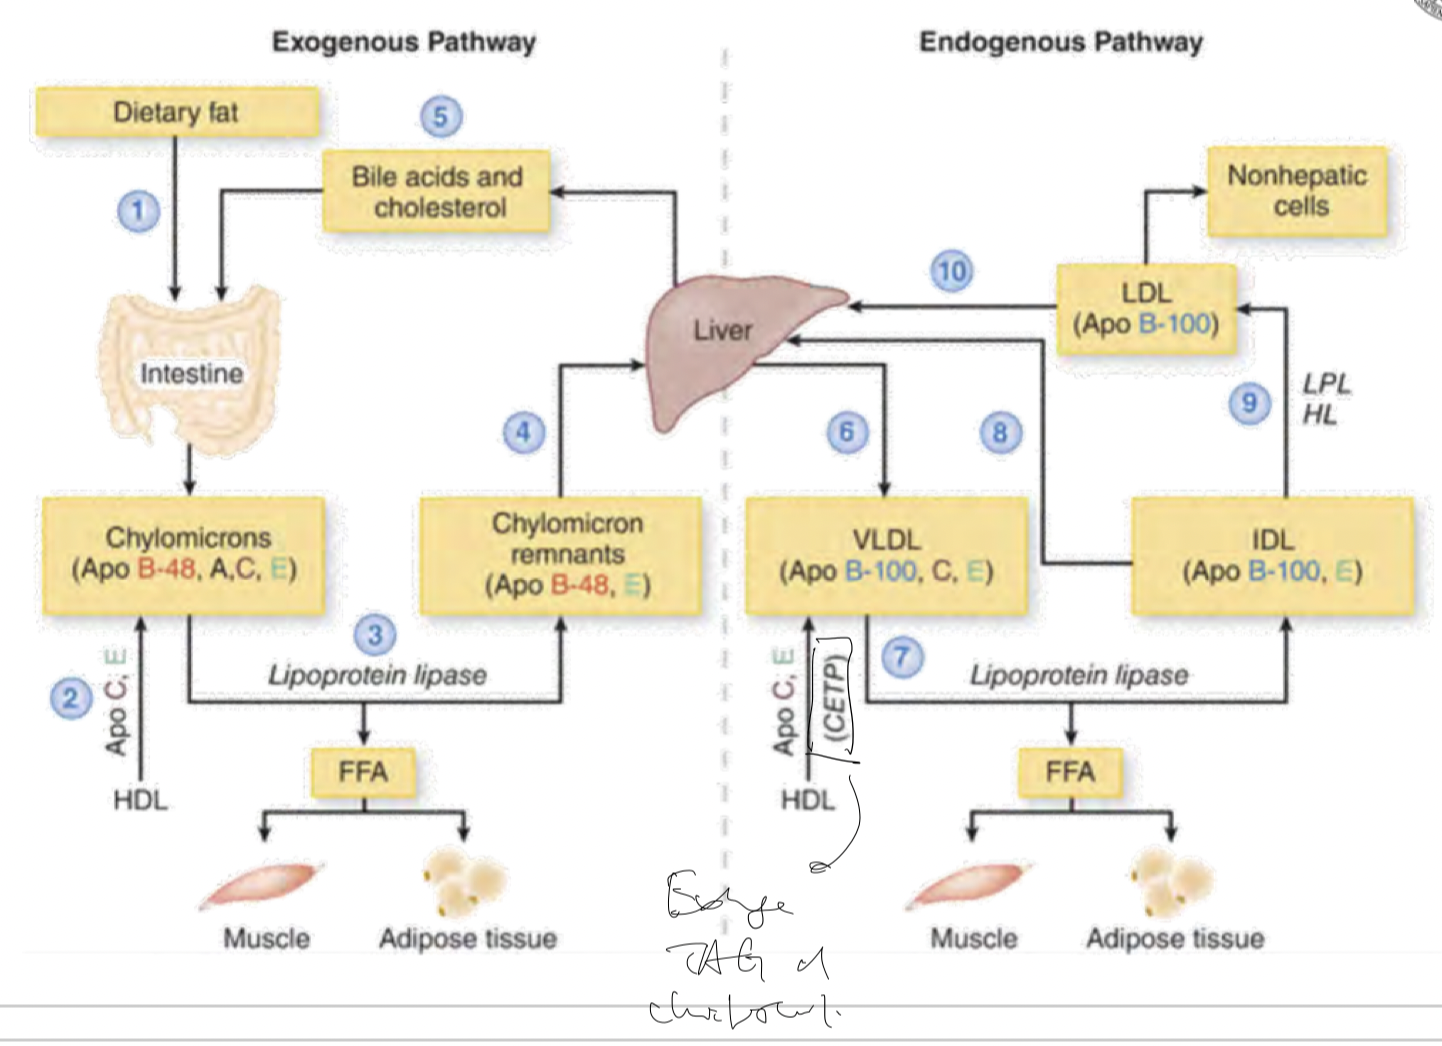 Exogenous Pathway
Endogenous Pathway
Dietary fat
5
Bile acids and
cholesterol
1
Nonhepatic
cells
10
LDL
(Apo B-100)
Liver
Intestine
LPL
HL
9
4
6
8
Chylomicrons
(Apo B-48, A,C, E)
Chylomicron
remnants
(Apo B-48, E)
VLDL
(Apo B-100, C, E)
IDL
(Apo B-100, E)
3
Lipoprotein lipase
2
Apo C, E
HDL
FFA
Muscle
Adipose tissue
7
Lipoprotein lipase
Apo C, E
(CETP)
HDL
FFA
Muscle
Adipose tissue
TAG